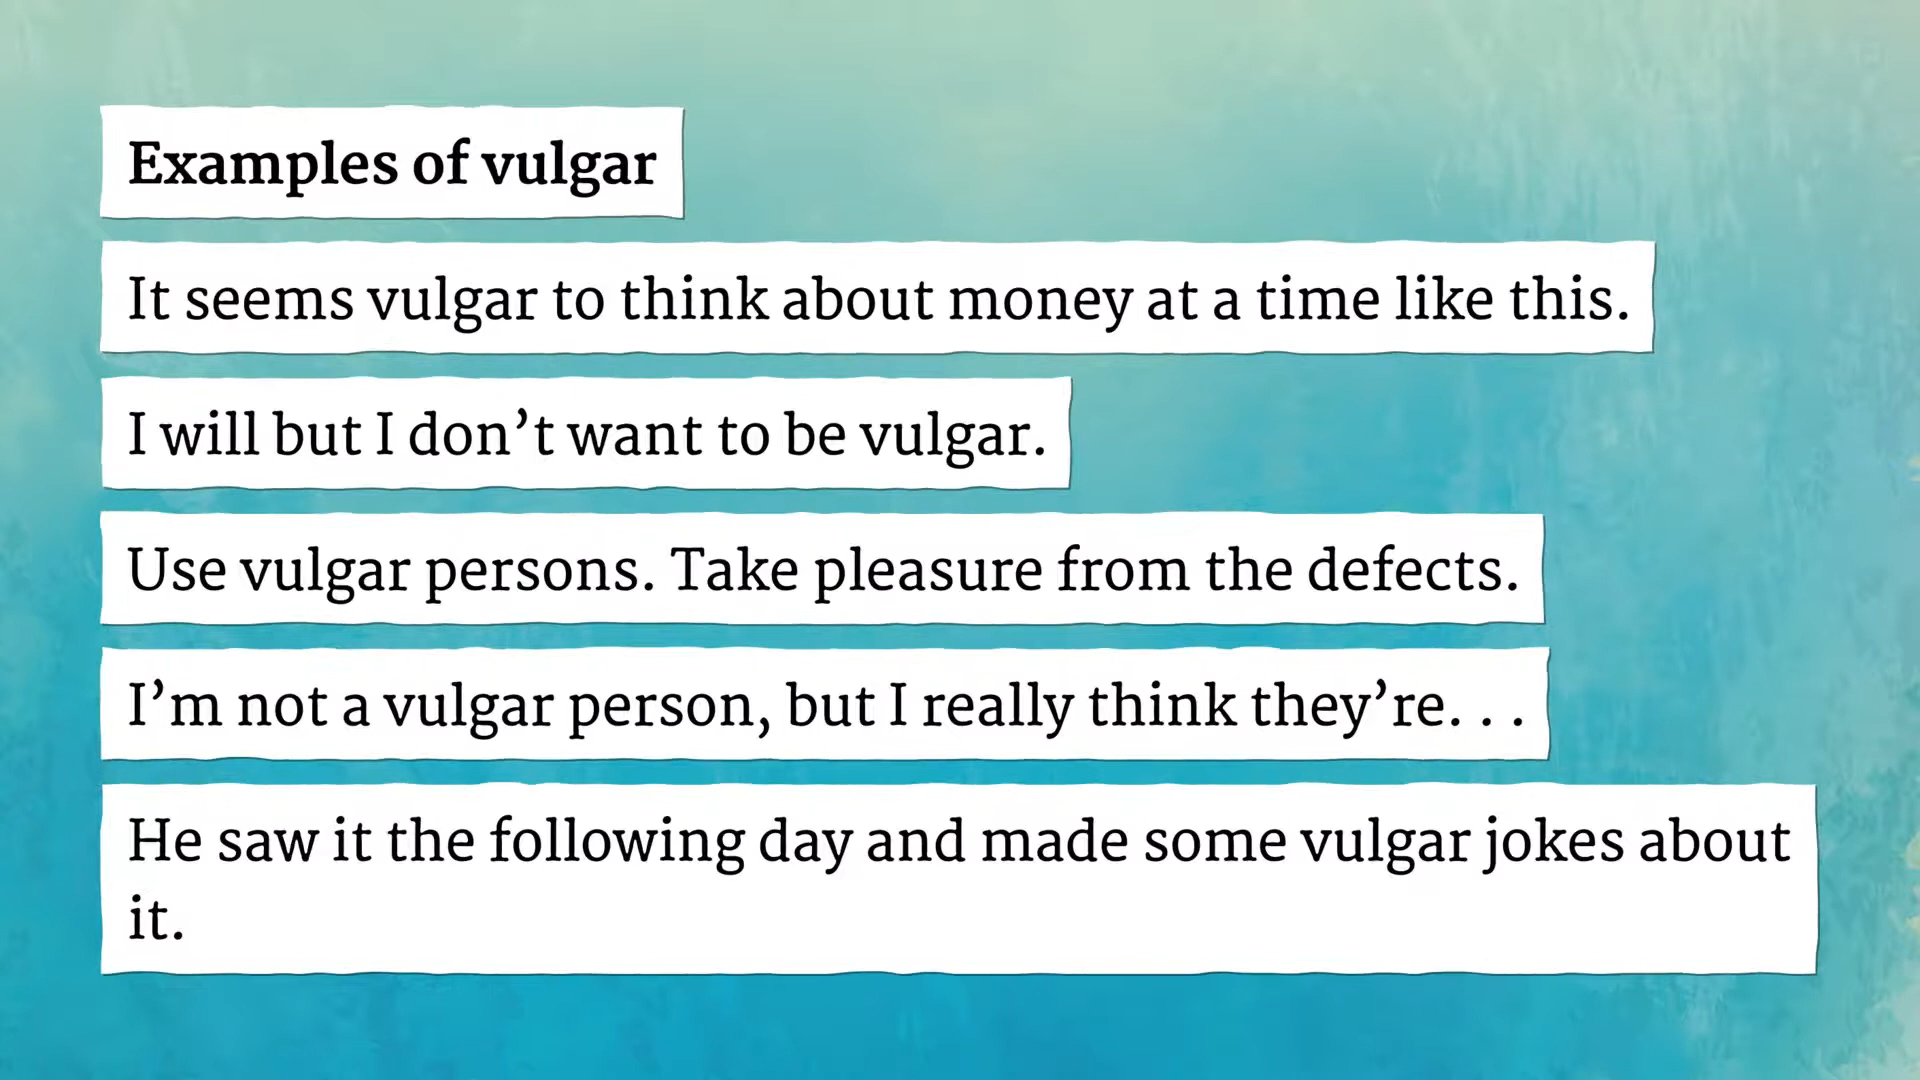 Examples of vulgar
It seems vulgar to think about money at a time like this.
I will but I don’t want to be vulgar.
Use vulgar persons. Take pleasure from the defects.
I’m not a vulgar person, but I really think they’re. . .
He saw it the following day and made some vulgar jokes about
it.